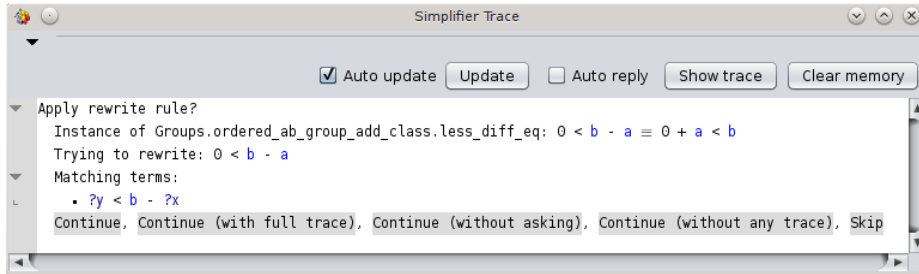 Simplifier Trace
Auto update Update Auto reply Show trace Clear memory
Apply rewrite rule?
Instance of Groups.ordered_ab_group_add_class.less_diff_eq: 0 < b - a ≡ 0 + a < b
Trying to rewrite: 0 < b - a
Matching terms:
• ?y < b - ?x
Continue, Continue (with full trace), Continue (without asking), Continue (without any trace), Skip